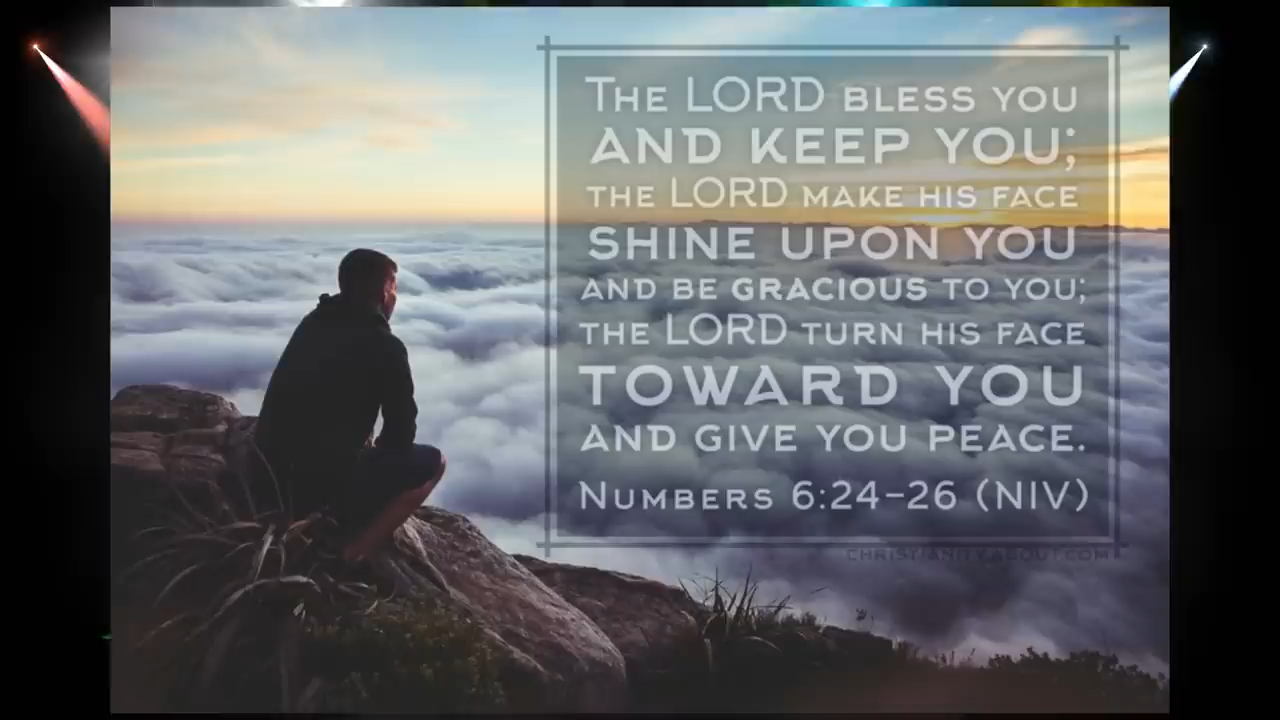 The LORD bless you
and keep you;
the LORD make his face
shine upon you
and be gracious to you;
the LORD turn his face
toward you
and give you peace.
Numbers 6:24–26 (NIV)
christianity.about.com